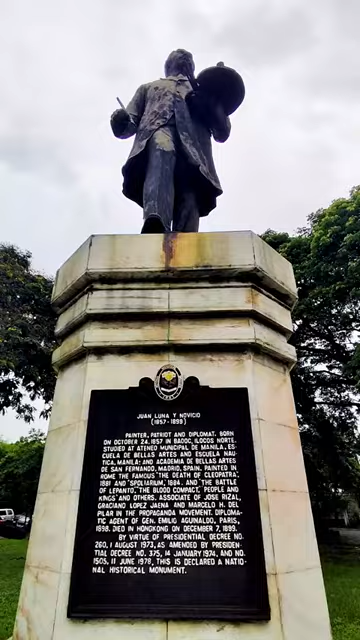 JUAN LUNA Y NOVICIO
(1857-1899)
PAINTER, PATRIOT AND DIPLOMAT. BORN
ON OCTOBER 24, 1857 IN BADOC, ILOCOS NORTE.
STUDIED AT ATENEO MUNICIPAL DE MANILA, ES-
CUELA DE BELLAS ARTES AND ESCUELA NAU-
TICA, MANILA; AND ACADEMIA DE BELLAS ARTES
DE SAN FERNANDO, MADRID, SPAIN. PAINTED IN
ROME THE FAMOUS "THE DEATH OF CLEOPATRA,"
1881 AND "SPOLIARIUM," 1884, AND "THE BATTLE
OF LEPANTO, "THE BLOOD COMPACT," PEOPLE AND
KINGS" AND OTHERS. ASSOCIATE OF JOSE RIZAL,
GRACIANO LOPEZ JAENA AND MARCELO H. DEL
PILAR IN THE PROPAGANDA MOVEMENT. DIPLOM-
ATIC AGENT OF GEN. EMILIO AGUINALDO, PARIS,
1898. DIED IN HONGKONG ON DECEMBER 7, 1899.
BY VIRTUE OF PRESIDENTIAL DECREE NO.
260, 1 AUGUST 1973, AS AMENDED BY PRESIDEN-
TIAL DECREE NO. 375, 14 JANUARY 1974, AND NO.
1505, 11 JUNE 1978, THIS IS DECLARED A NATIO-
NAL HISTORICAL MONUMENT.